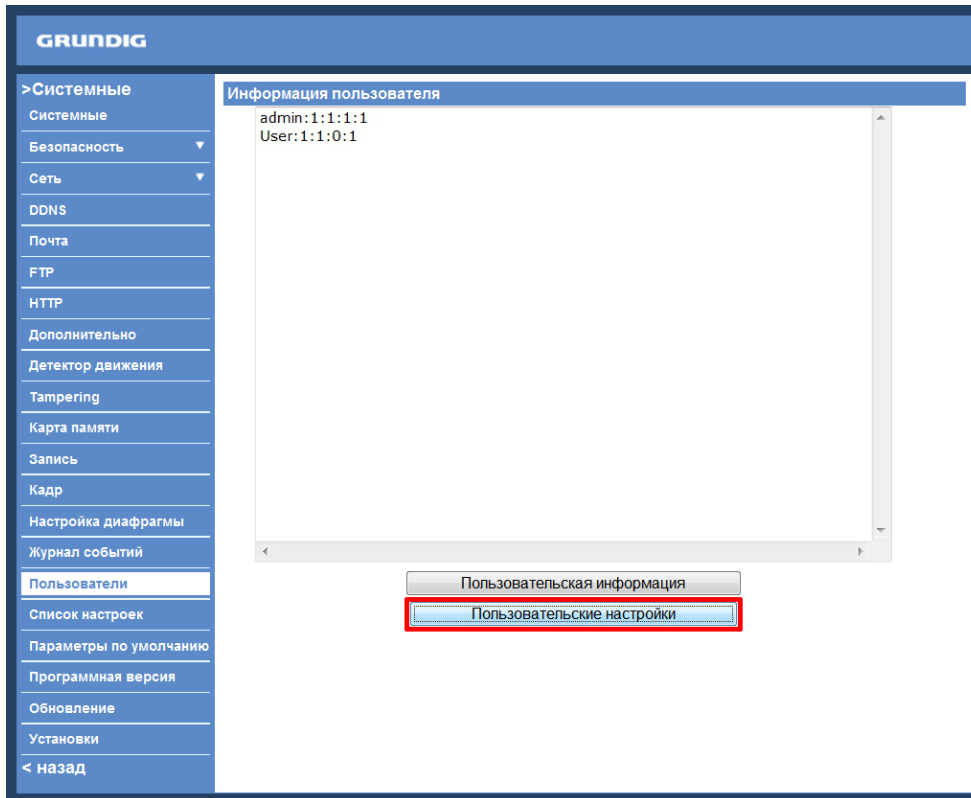 GRUNDIG
>Системные
Системные
Безопасность
Сеть
DDNS
Почта
FTP
HTTP
Дополнительно
Детектор движения
Tampering
Карта памяти
Запись
Кадр
Настройка диафрагмы
Журнал событий
Пользователи
Список настроек
Параметры по умолчанию
Программная версия
Обновление
Установки
< назад
Информация пользователя
admin:1:1:1:1
User:1:1:0:1
Пользовательская информация
Пользовательские настройки